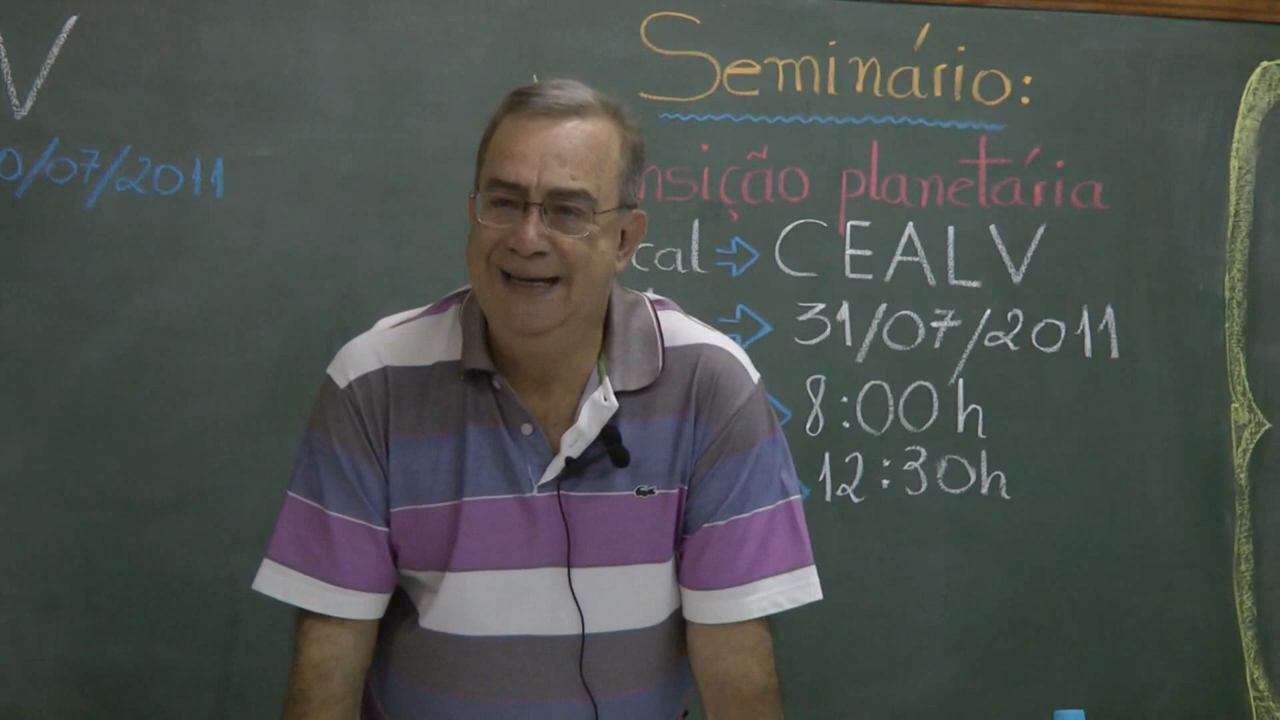 V
0/07/2011
Seminário:
nsição planetária
cal → CEALV
→ 31/07/2011
8:00h
12:30h